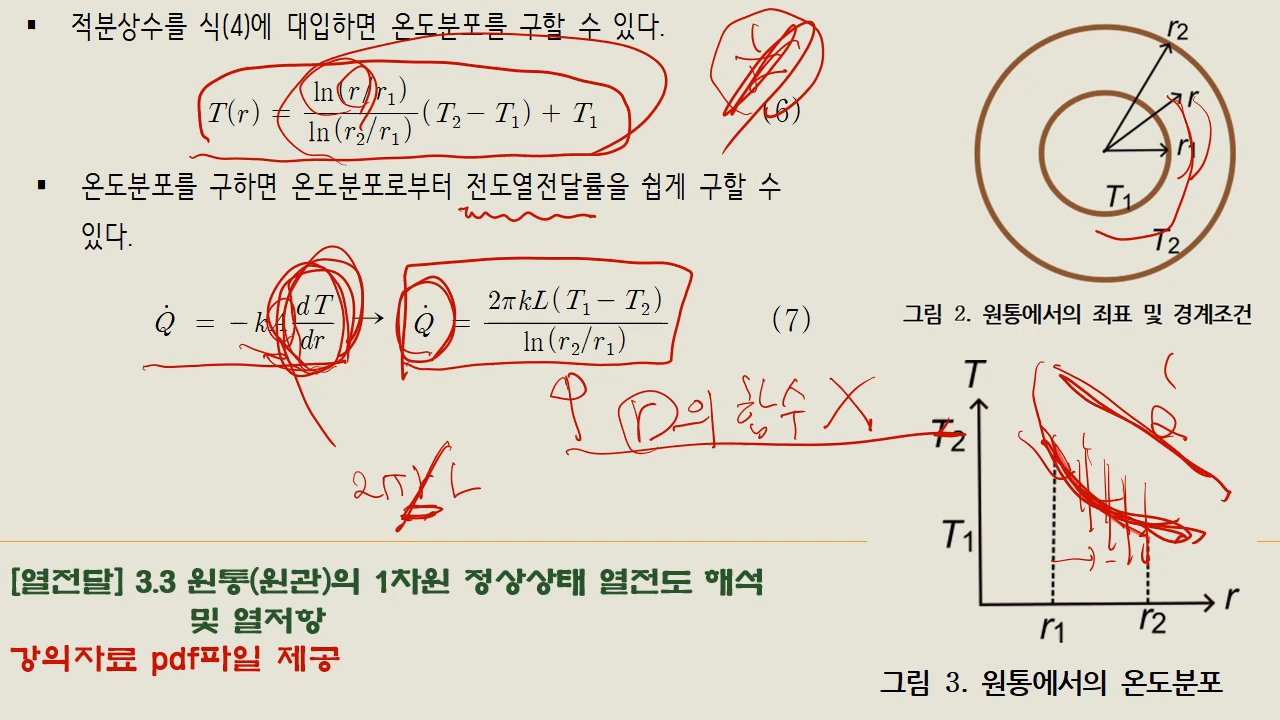 ▪ 적분상수를 식(4)에 대입하면 온도분포를 구할 수 있다.
T(r) = ln(r/r₁) / ln(r₂/r₁) (T₂ − T₁) + T₁ (6)
▪ 온도분포를 구하면 온도분포로부터 전도열전달률을 쉽게 구할 수
있다.
Q̇ = −kA dT/dr → Q̇ = 2πkL(T₁ − T₂) / ln(r₂/r₁) (7)
r의 함수 X
2πrL
r₂
r
r₁
T₁
T₂
그림 2. 원통에서의 좌표 및 경계조건
T
Q
T₂
T₁
r
r₁ r₂
그림 3. 원통에서의 온도분포
[열전달] 3.3 원통(원관)의 1차원 정상상태 열전도 해석
및 열저항
강의자료 pdf파일 제공